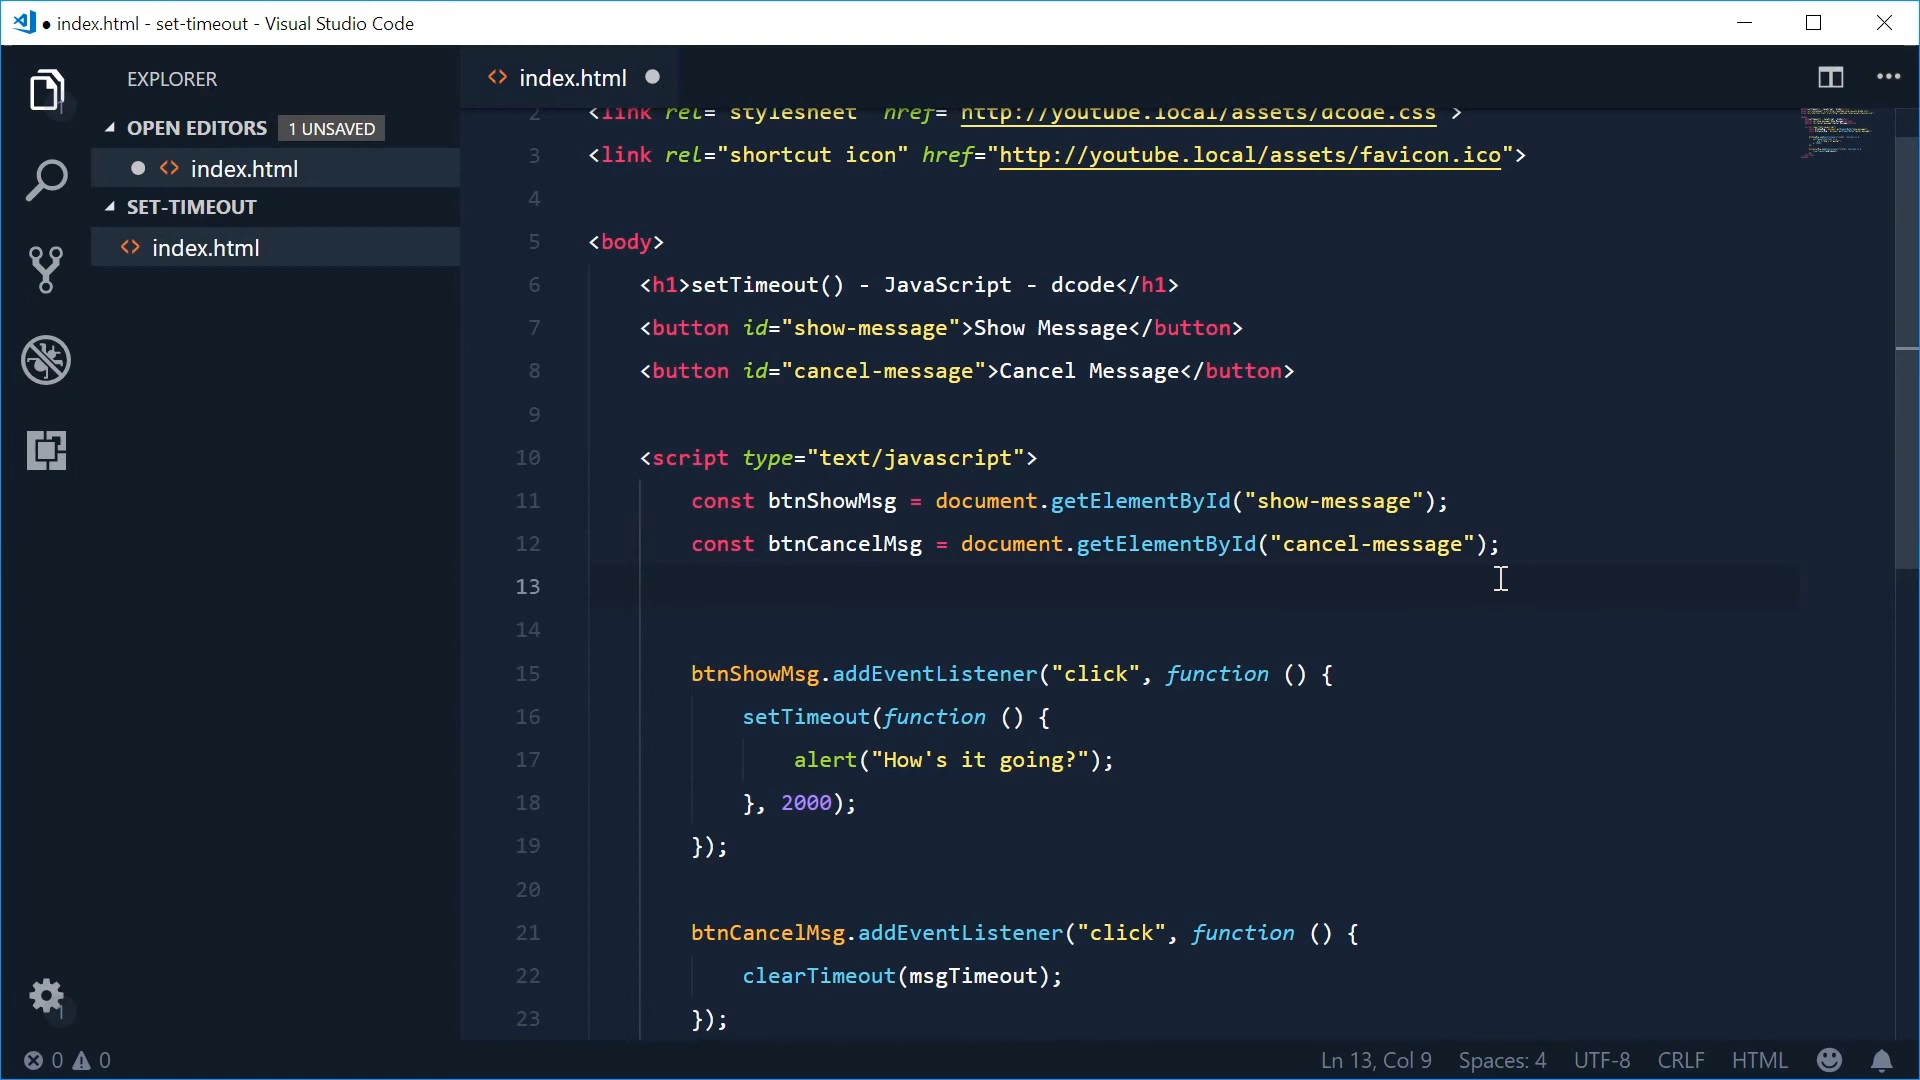 ● index.html - set-timeout - Visual Studio Code
EXPLORER
OPEN EDITORS 1 UNSAVED
index.html
SET-TIMEOUT
index.html
index.html
2 <link rel="stylesheet" href="http://youtube.local/assets/dcode.css">
3 <link rel="shortcut icon" href="http://youtube.local/assets/favicon.ico">
4
5 <body>
6 <h1>setTimeout() - JavaScript - dcode</h1>
7 <button id="show-message">Show Message</button>
8 <button id="cancel-message">Cancel Message</button>
9
10 <script type="text/javascript">
11 const btnShowMsg = document.getElementById("show-message");
12 const btnCancelMsg = document.getElementById("cancel-message");
13
14
15 btnShowMsg.addEventListener("click", function () {
16 setTimeout(function () {
17 alert("How's it going?");
18 }, 2000);
19 });
20
21 btnCancelMsg.addEventListener("click", function () {
22 clearTimeout(msgTimeout);
23 });
0 0 Ln 13, Col 9 Spaces: 4 UTF-8 CRLF HTML